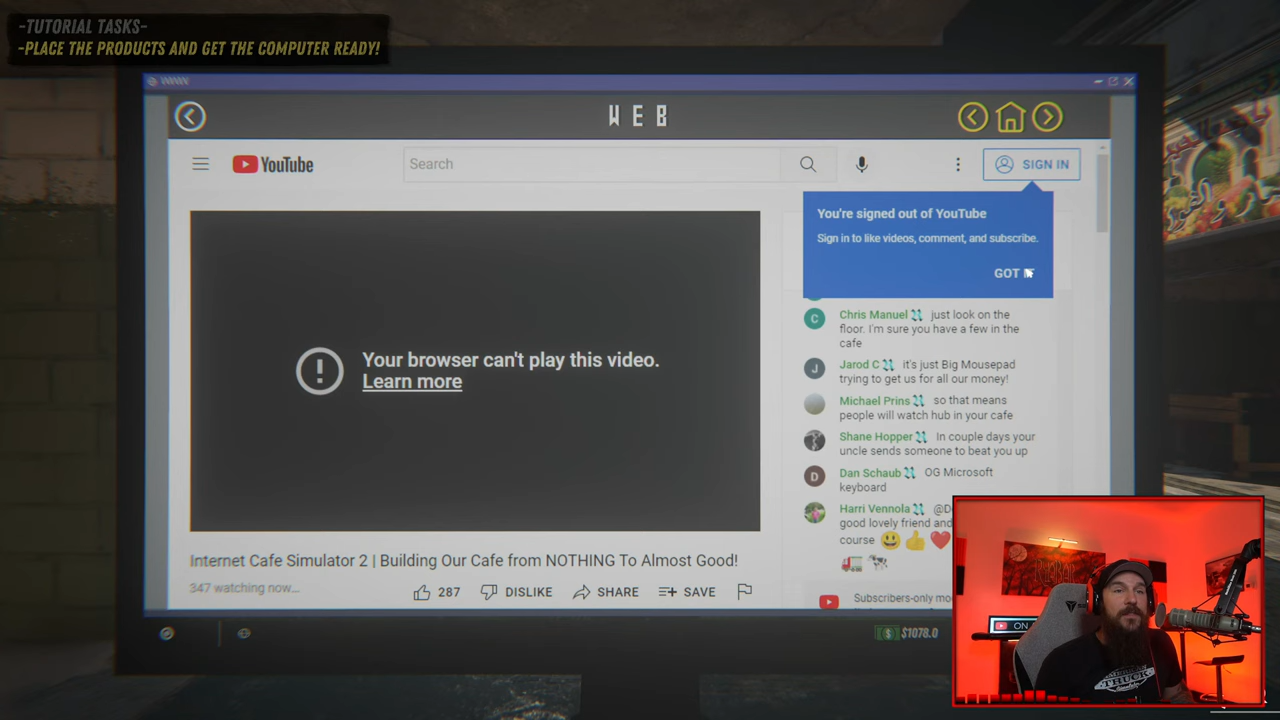 -TUTORIAL TASKS-
-PLACE THE PRODUCTS AND GET THE COMPUTER READY!
WWW
WEB
YouTube
Search
SIGN IN
You're signed out of YouTube
Sign in to like videos, comment, and subscribe.
GOT
Your browser can't play this video.
Learn more
Chris Manuel just look on the
floor. I'm sure you have a few in the
cafe
Jarod C it's just Big Mousepad
trying to get us for all our money!
Michael Prins so that means
people will watch hub in your cafe
Shane Hopper In couple days your
uncle sends someone to beat you up
Dan Schaub OG Microsoft
keyboard
Harri Vennola
good lovely friend and
course
Subscribers-only
Internet Cafe Simulator 2 | Building Our Cafe from NOTHING To Almost Good!
347 watching now...
287 DISLIKE SHARE SAVE
$1078.0
ON
THUCK